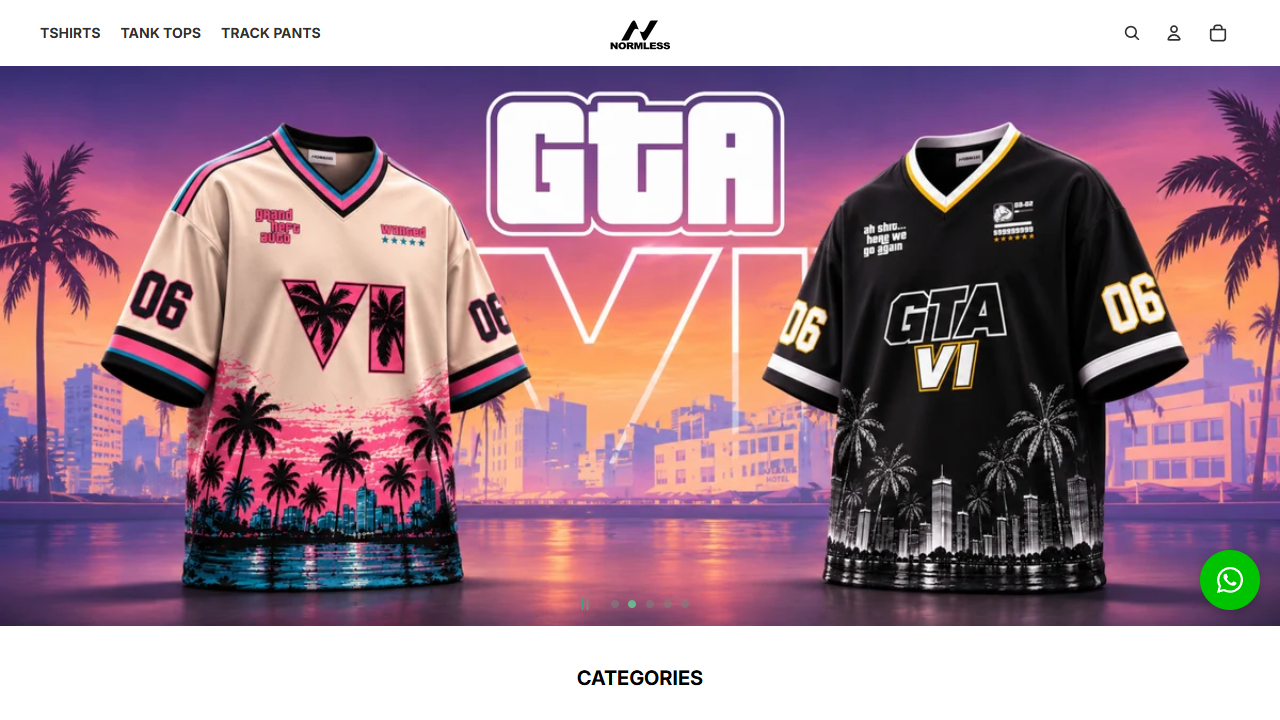 TSHIRTS TANK TOPS TRACK PANTS
NORMLESS
GTA
VI
grand
theft
auto
wanted
06
06
VI
ah shit...
here we
go again
06
06
GTA
VI
HOTEL
CATEGORIES